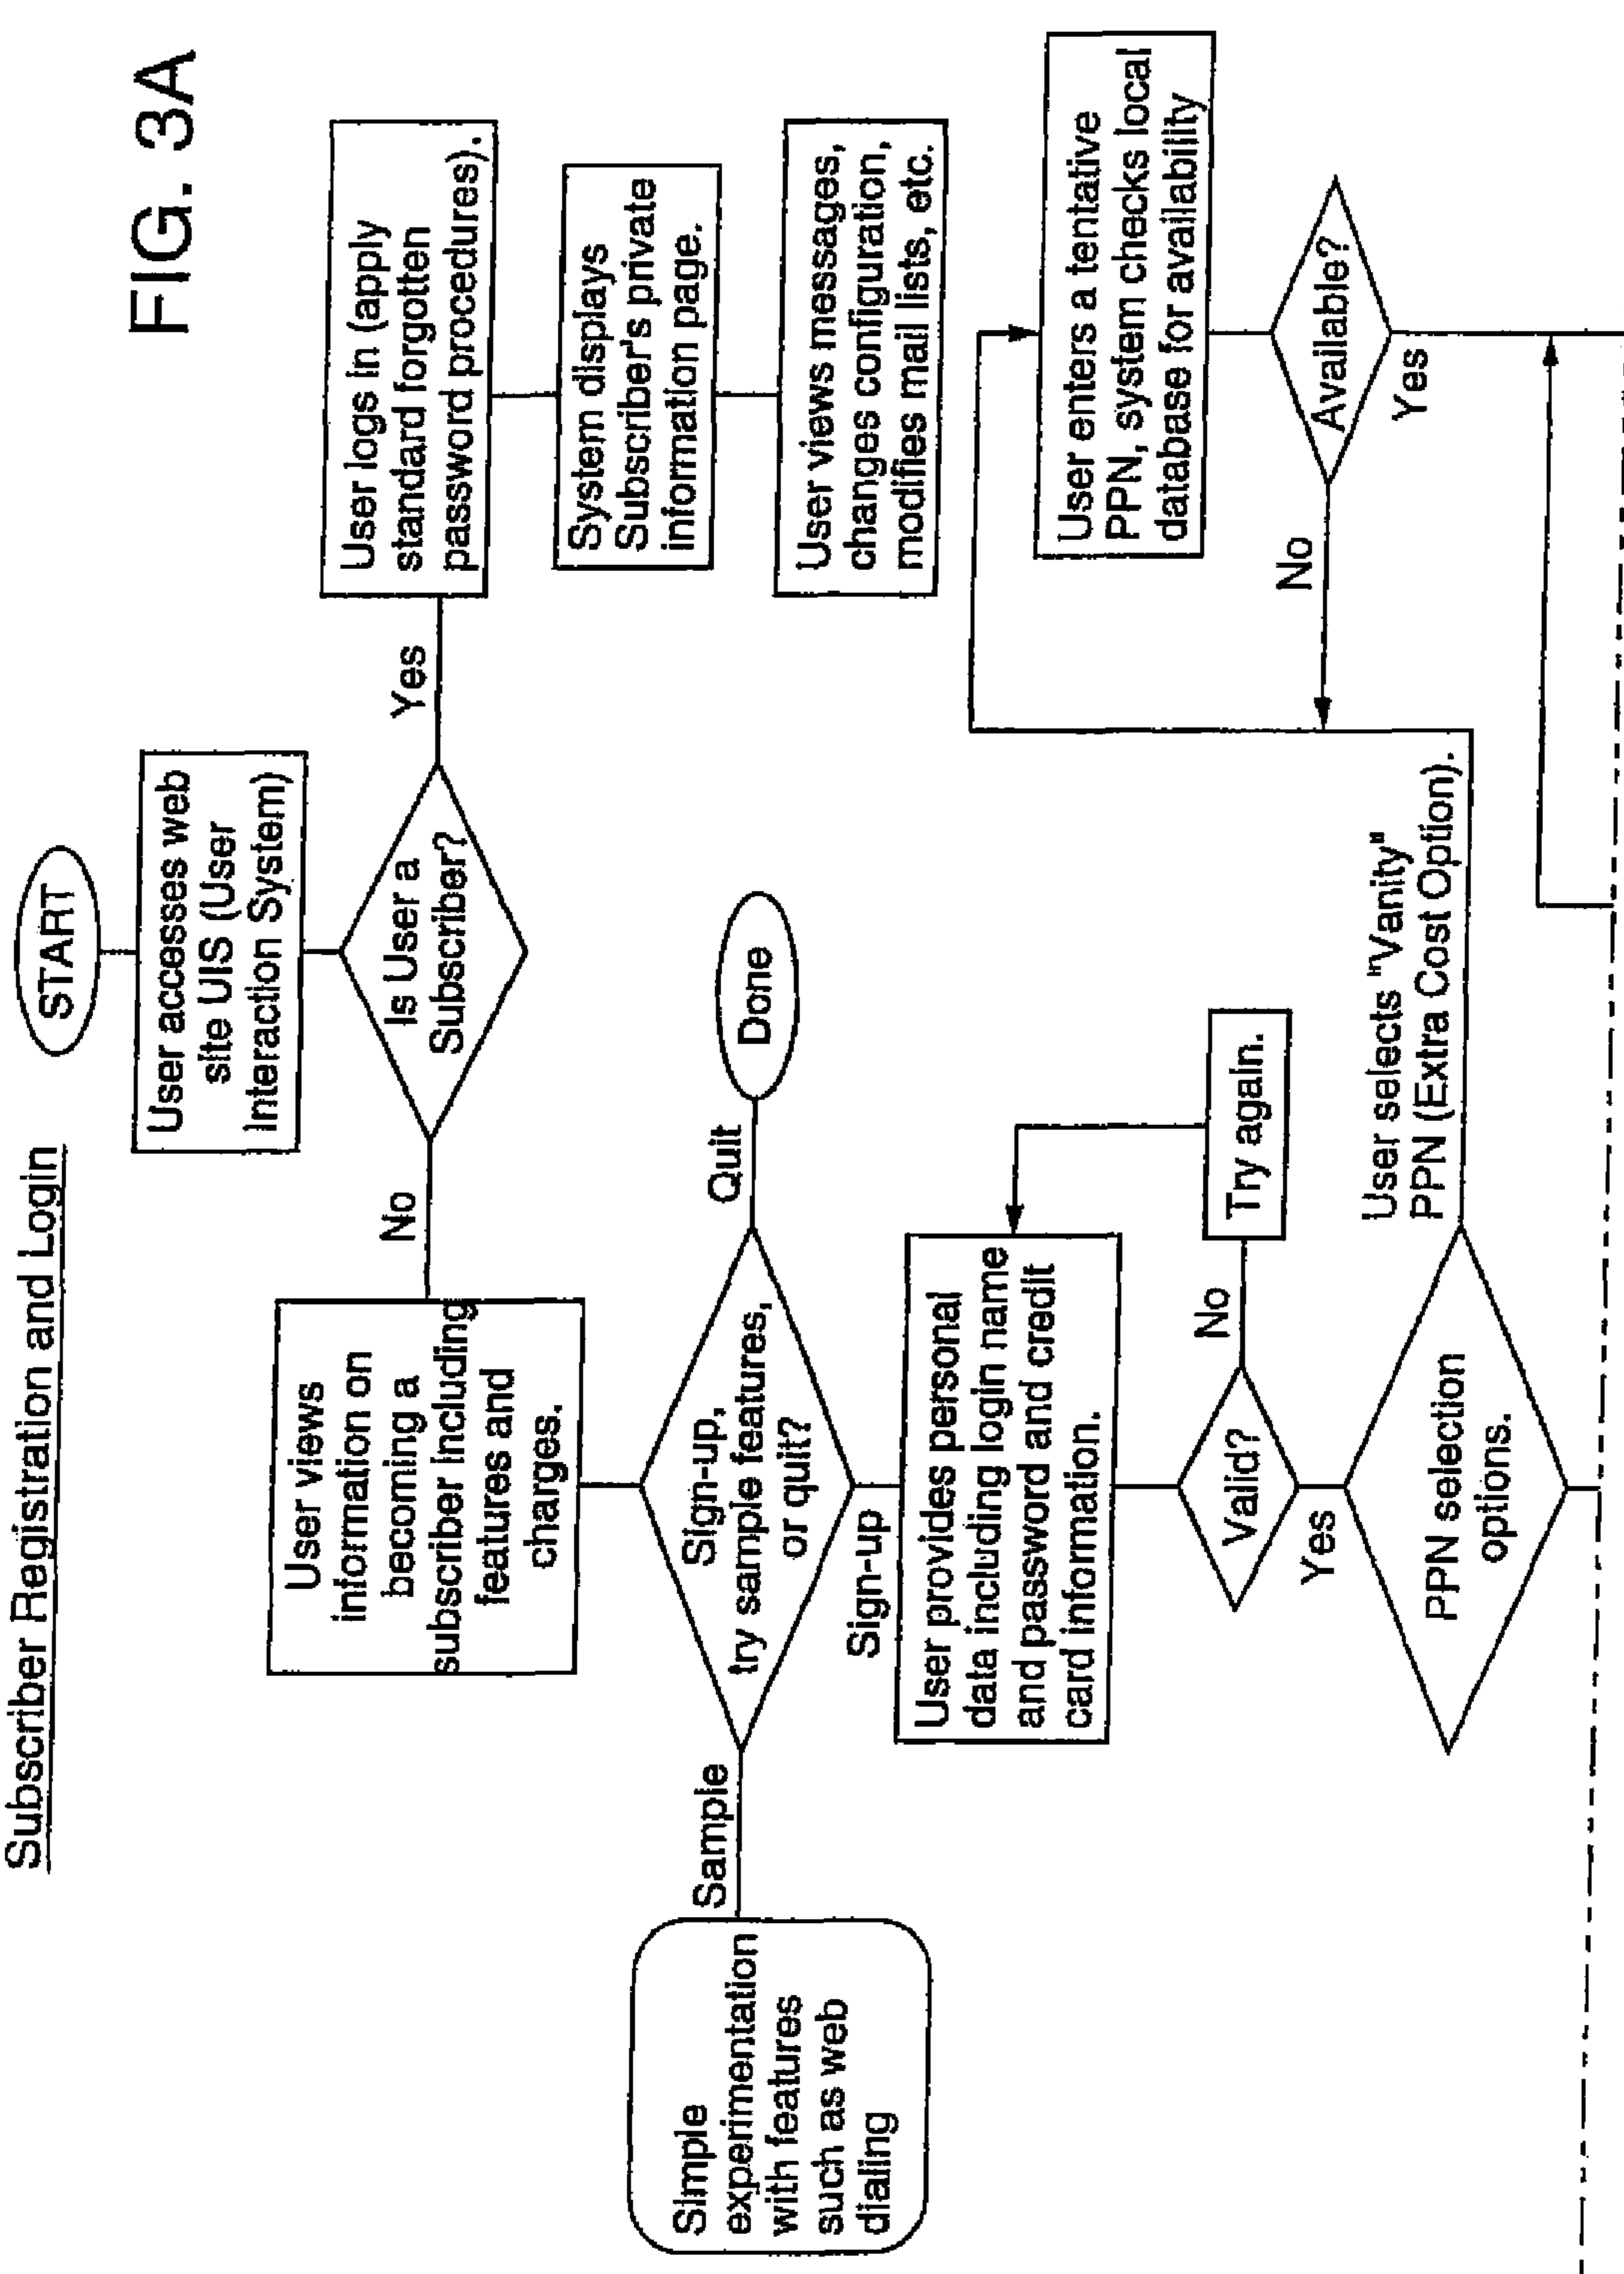 Subscriber Registration and Login
FIG. 3A
START
User accesses web
site UIS (User
Interaction System)
Is User a
Subscriber?
No
Yes
User logs in (apply
standard forgotten
password procedures).
System displays
Subscriber's private
information page.
User views messages,
changes configuration,
modifies mail lists, etc.
User views
information on
becoming a
subscriber including
features and
charges.
Sign-up,
try sample features,
or quit?
Sample
Simple
experimentation
with features
such as web
dialing
Quit
Done
Sign-up
User provides personal
data including login name
and password and credit
card information.
Valid?
No
Try again.
Yes
PPN selection
options.
User selects "Vanity"
PPN (Extra Cost Option).
User enters a tentative
PPN, system checks local
database for availability
Available?
No
Yes